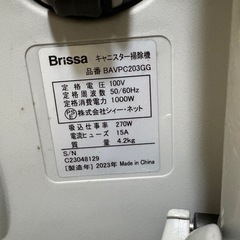 Brissa キャニスター掃除機
品番 BAVPC203GG
定格電圧 100V
定格周波数 50/60Hz
定格消費電力 1000W
株式会社シィー・ネット
吸込仕事率 270W
電流ヒューズ 15A
質量 4.2kg
S/N
C23048129
[製造年] 2023年 Made in China